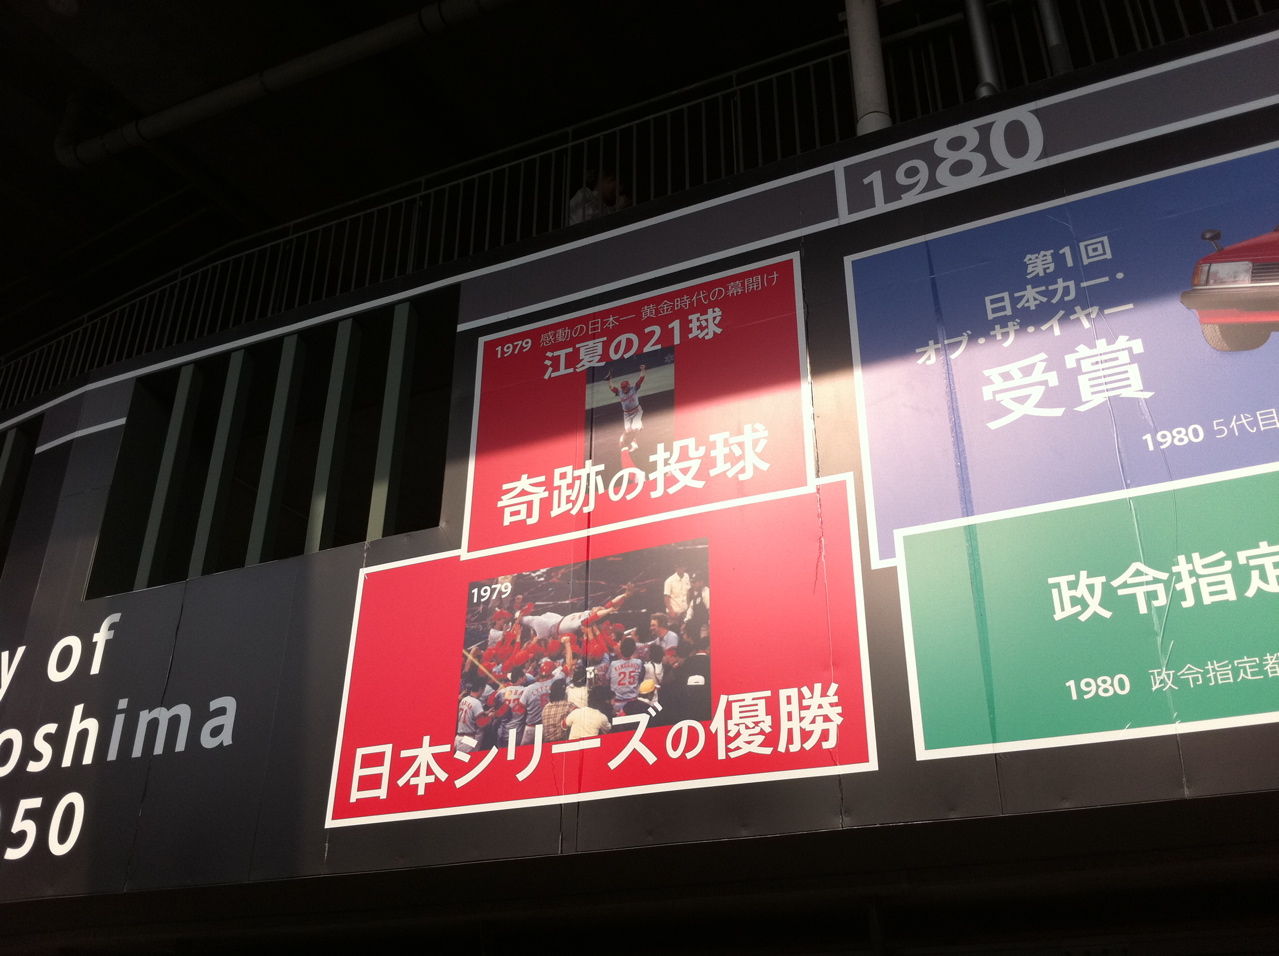 1980
1979 感動の日本一 黄金時代の幕開け
江夏の21球
奇跡の投球
1979
25
日本シリーズの優勝
第1回
日本カー・
オブ・ザ・イヤー
受賞
1980 5代目
政令指定
1980 政令指定都
y of
oshima
950